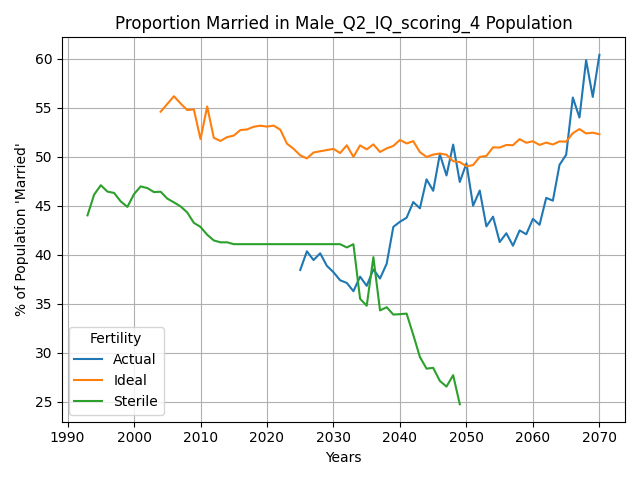 Proportion Married in Male_Q2_IQ_scoring_4 Population
% of Population 'Married'
60
55
50
45
40
35
30
25
Fertility
Actual
Ideal
Sterile
1990 2000 2010 2020 2030 2040 2050 2060 2070
Years